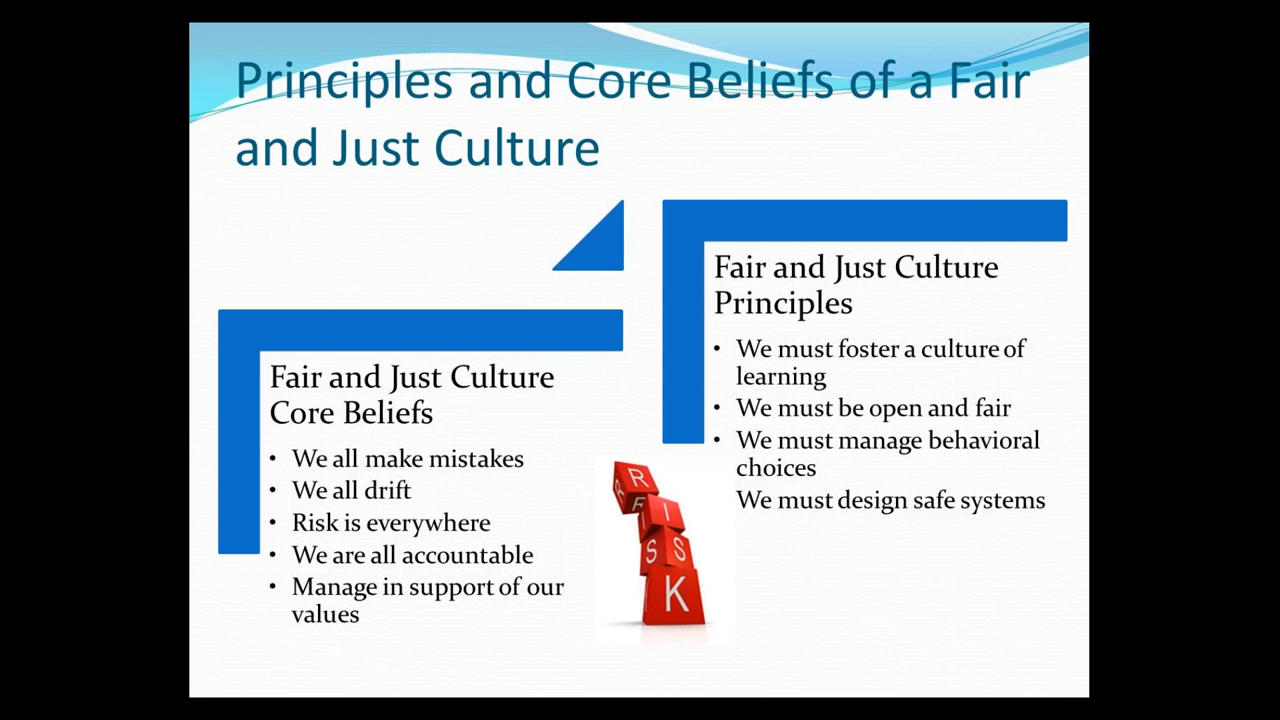 Principles and Core Beliefs of a Fair
and Just Culture
Fair and Just Culture
Core Beliefs
• We all make mistakes
• We all drift
• Risk is everywhere
• We are all accountable
• Manage in support of our
values
Fair and Just Culture
Principles
• We must foster a culture of
learning
• We must be open and fair
• We must manage behavioral
choices
We must design safe systems
R
I
S
K